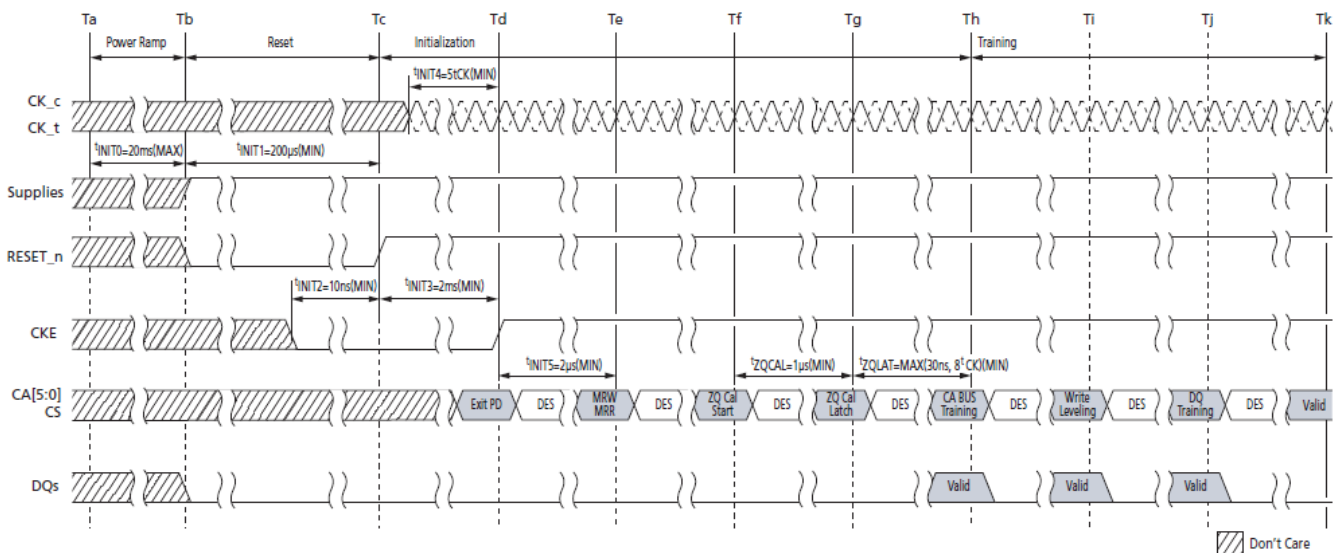 Ta Tb Tc Td Te Tf Tg Th Ti Tj Tk
Power Ramp Reset Initialization Training
tINIT4=5tCK(MIN)
CK_c
CK_t
tINIT0=20ms(MAX) tINIT1=200μs(MIN)
Supplies
RESET_n
tINIT2=10ns(MIN) tINIT3=2ms(MIN)
CKE
tINIT5=2μs(MIN) tZQCAL=1μs(MIN) tZQLAT=MAX(30ns, 8tCK)(MIN)
CA[5:0]
CS
Exit PD DES MRW MRR DES ZQ Cal Start DES ZQ Cal Latch DES CA BUS Training DES Write Leveling DES DQ Training DES Valid
DQs Valid Valid Valid
Don't Care